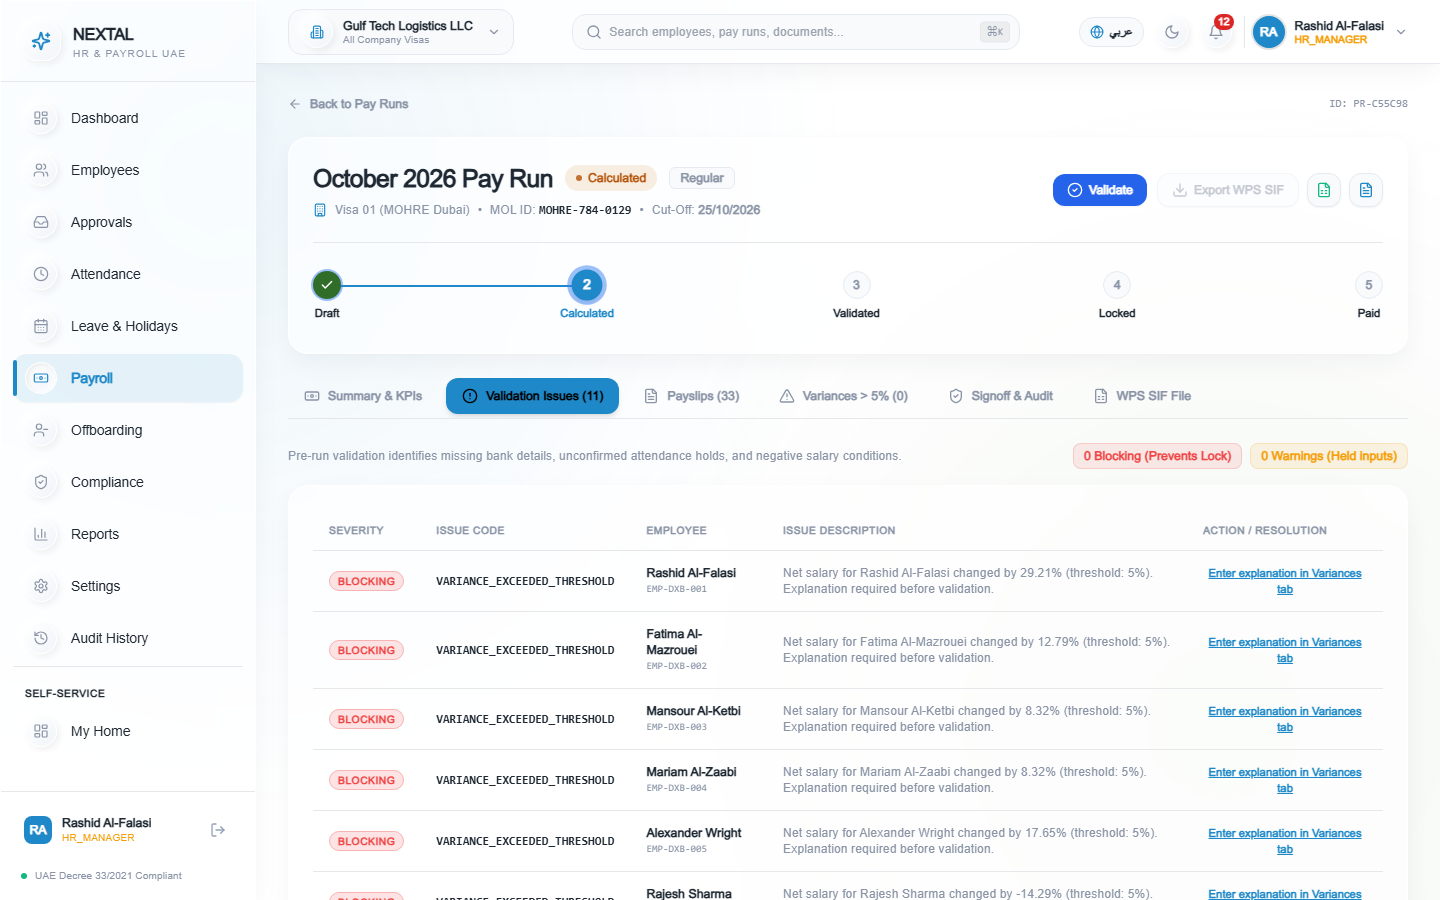 NEXTAL
HR & PAYROLL UAE
Gulf Tech Logistics LLC
All Company Visas
Search employees, pay runs, documents...
⌘K
عربي
12
RA
Rashid Al-Falasi
HR_MANAGER
Dashboard
Employees
Approvals
Attendance
Leave & Holidays
Payroll
Offboarding
Compliance
Reports
Settings
Audit History
SELF-SERVICE
My Home
RA
Rashid Al-Falasi
HR_MANAGER
UAE Decree 33/2021 Compliant
Back to Pay Runs
ID: PR-C55C98
October 2026 Pay Run
Calculated
Regular
Visa 01 (MOHRE Dubai) • MOL ID: MOHRE-784-0129 • Cut-Off: 25/10/2026
Validate
Export WPS SIF
2
3
4
5
Draft
Calculated
Validated
Locked
Paid
Summary & KPIs
Validation Issues (11)
Payslips (33)
Variances > 5% (0)
Signoff & Audit
WPS SIF File
Pre-run validation identifies missing bank details, unconfirmed attendance holds, and negative salary conditions.
0 Blocking (Prevents Lock)
0 Warnings (Held inputs)
SEVERITY ISSUE CODE EMPLOYEE ISSUE DESCRIPTION ACTION / RESOLUTION
BLOCKING
VARIANCE_EXCEEDED_THRESHOLD
Rashid Al-Falasi
EMP-DXB-001
Net salary for Rashid Al-Falasi changed by 29.21% (threshold: 5%).
Explanation required before validation.
Enter explanation in Variances
tab
BLOCKING
VARIANCE_EXCEEDED_THRESHOLD
Fatima Al-
Mazrouei
EMP-DXB-002
Net salary for Fatima Al-Mazrouei changed by 12.79% (threshold: 5%).
Explanation required before validation.
Enter explanation in Variances
tab
BLOCKING
VARIANCE_EXCEEDED_THRESHOLD
Mansour Al-Ketbi
EMP-DXB-003
Net salary for Mansour Al-Ketbi changed by 8.32% (threshold: 5%).
Explanation required before validation.
Enter explanation in Variances
tab
BLOCKING
VARIANCE_EXCEEDED_THRESHOLD
Mariam Al-Zaabi
EMP-DXB-004
Net salary for Mariam Al-Zaabi changed by 8.32% (threshold: 5%).
Explanation required before validation.
Enter explanation in Variances
tab
BLOCKING
VARIANCE_EXCEEDED_THRESHOLD
Alexander Wright
EMP-DXB-005
Net salary for Alexander Wright changed by 17.65% (threshold: 5%).
Explanation required before validation.
Enter explanation in Variances
tab
BLOCKING
VARIANCE_EXCEEDED_THRESHOLD
Rajesh Sharma
Net salary for Rajesh Sharma changed by -14.29% (threshold: 5%).
Enter explanation in Variances